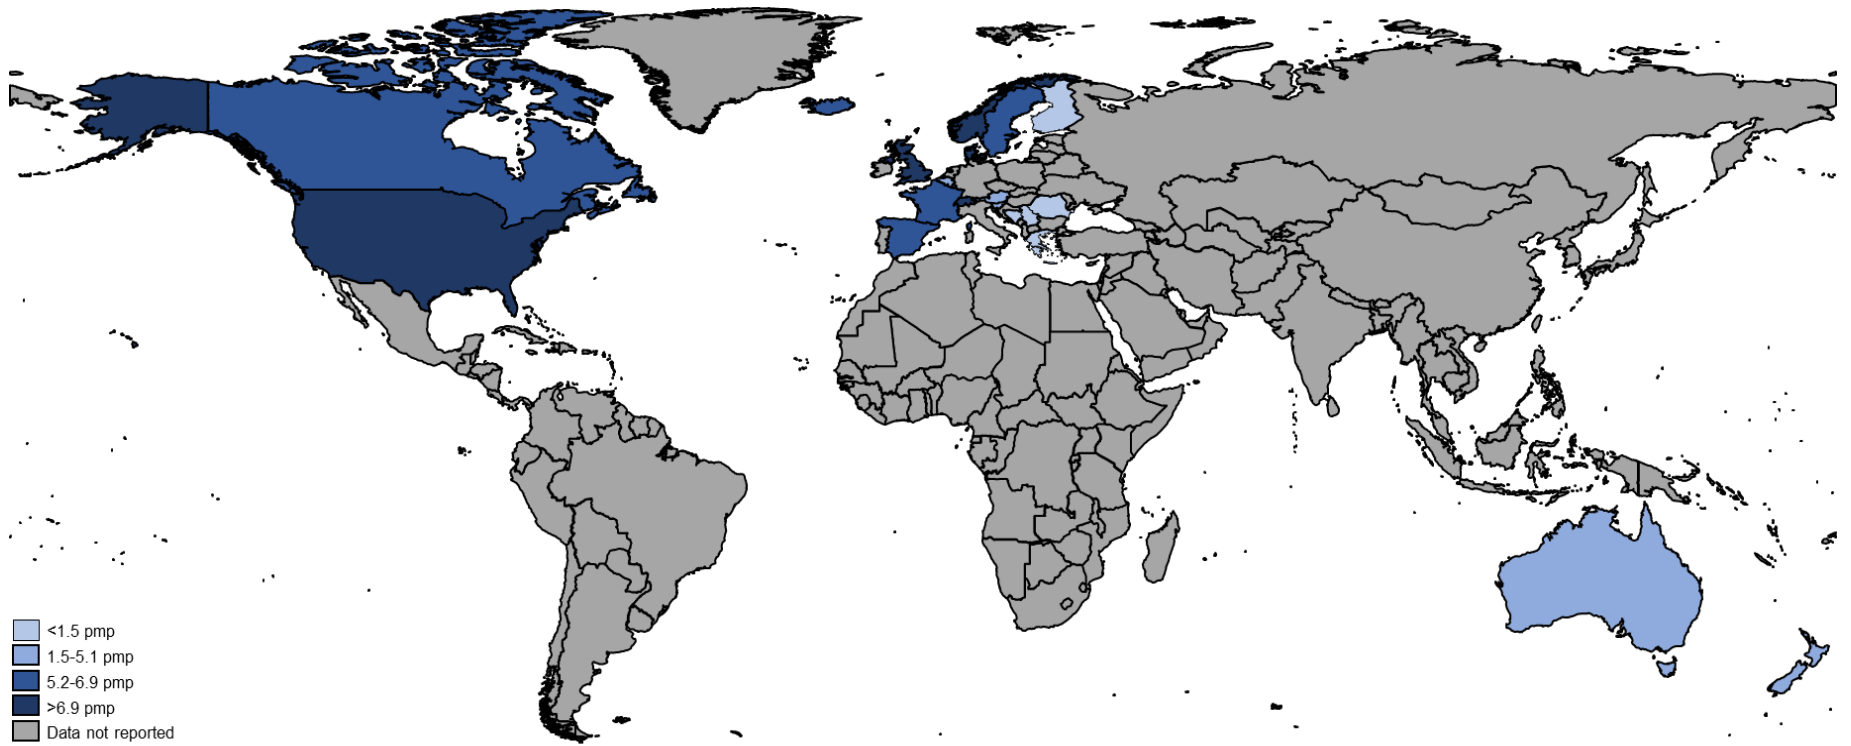 <1.5 pmp
1.5-5.1 pmp
5.2-6.9 pmp
>6.9 pmp
Data not reported